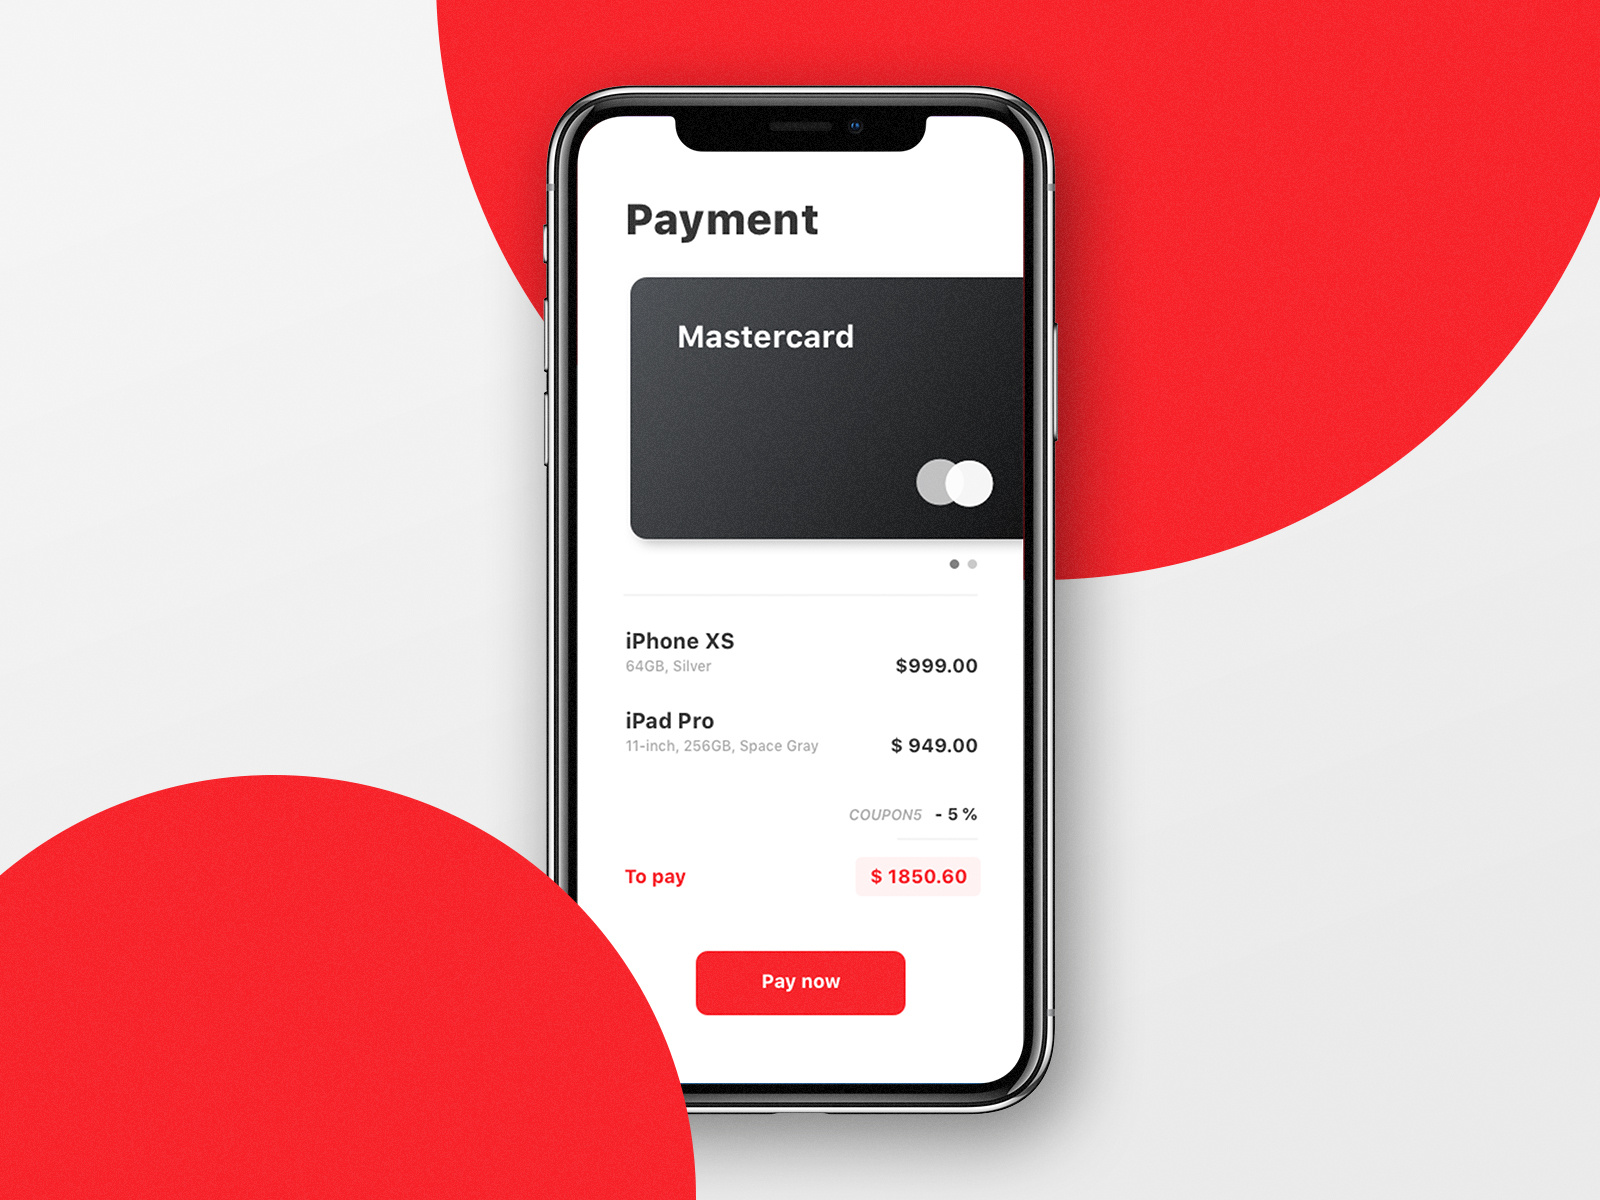 Payment
Mastercard
iPhone XS
64GB, Silver
$999.00
iPad Pro
11-inch, 256GB, Space Gray
$ 949.00
COUPON5 - 5 %
To pay $ 1850.60
Pay now